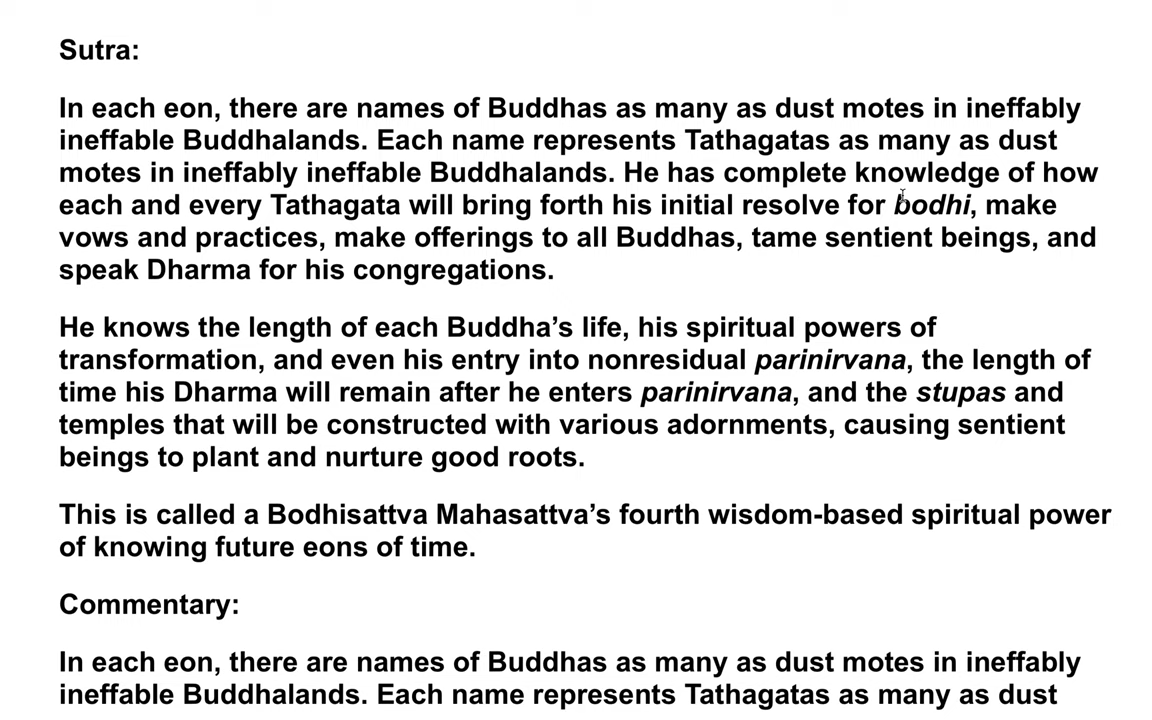 Sutra:
In each eon, there are names of Buddhas as many as dust motes in ineffably
ineffable Buddhalands. Each name represents Tathagatas as many as dust
motes in ineffably ineffable Buddhalands. He has complete knowledge of how
each and every Tathagata will bring forth his initial resolve for bodhi, make
vows and practices, make offerings to all Buddhas, tame sentient beings, and
speak Dharma for his congregations.
He knows the length of each Buddha’s life, his spiritual powers of
transformation, and even his entry into nonresidual parinirvana, the length of
time his Dharma will remain after he enters parinirvana, and the stupas and
temples that will be constructed with various adornments, causing sentient
beings to plant and nurture good roots.
This is called a Bodhisattva Mahasattva’s fourth wisdom-based spiritual power
of knowing future eons of time.
Commentary:
In each eon, there are names of Buddhas as many as dust motes in ineffably
ineffable Buddhalands. Each name represents Tathagatas as many as dust